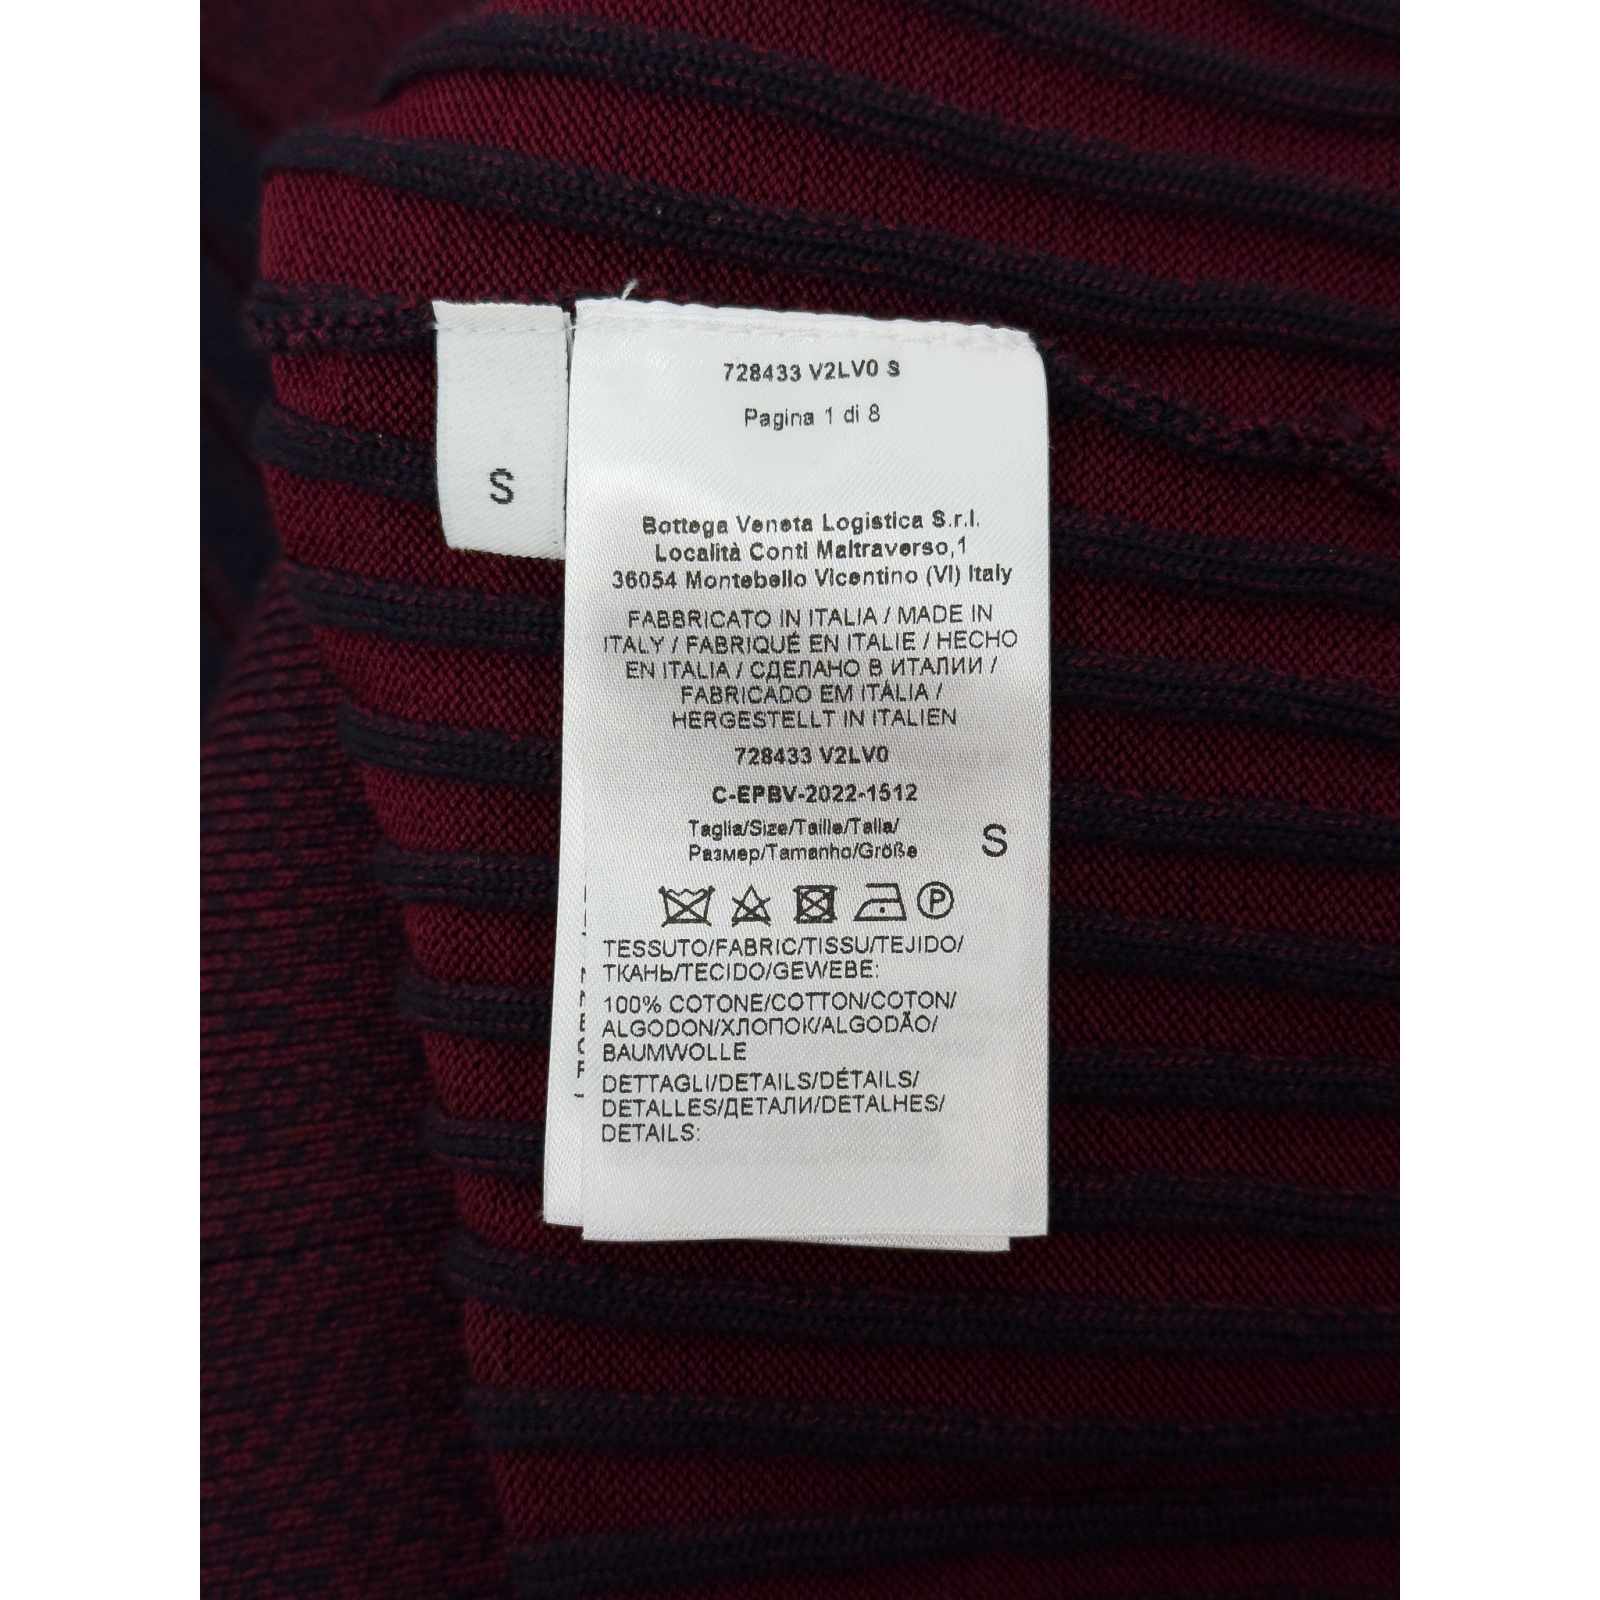 S
728433 V2LV0 S
Pagina 1 di 8
Bottega Veneta Logistica S.r.l.
Località Conti Maltraverso,1
36054 Montebello Vicentino (VI) Italy
FABBRICATO IN ITALIA / MADE IN
ITALY / FABRIQUÉ EN ITALIE / HECHO
EN ITALIA / СДЕЛАНО В ИТАЛИИ /
FABRICADO EM ITÁLIA /
HERGESTELLT IN ITALIEN
728433 V2LV0
C-EPBV-2022-1512
Taglia/Size/Taille/Talla/
Размер/Tamanho/Größe S
P
TESSUTO/FABRIC/TISSU/TEJIDO/
ТКАНЬ/TECIDO/GEWEBE:
100% COTONE/COTTON/COTON/
ALGODON/ХЛОПОК/ALGODÃO/
BAUMWOLLE
DETTAGLI/DETAILS/DÉTAILS/
DETALLES/ДЕТАЛИ/DETALHES/
DETAILS: